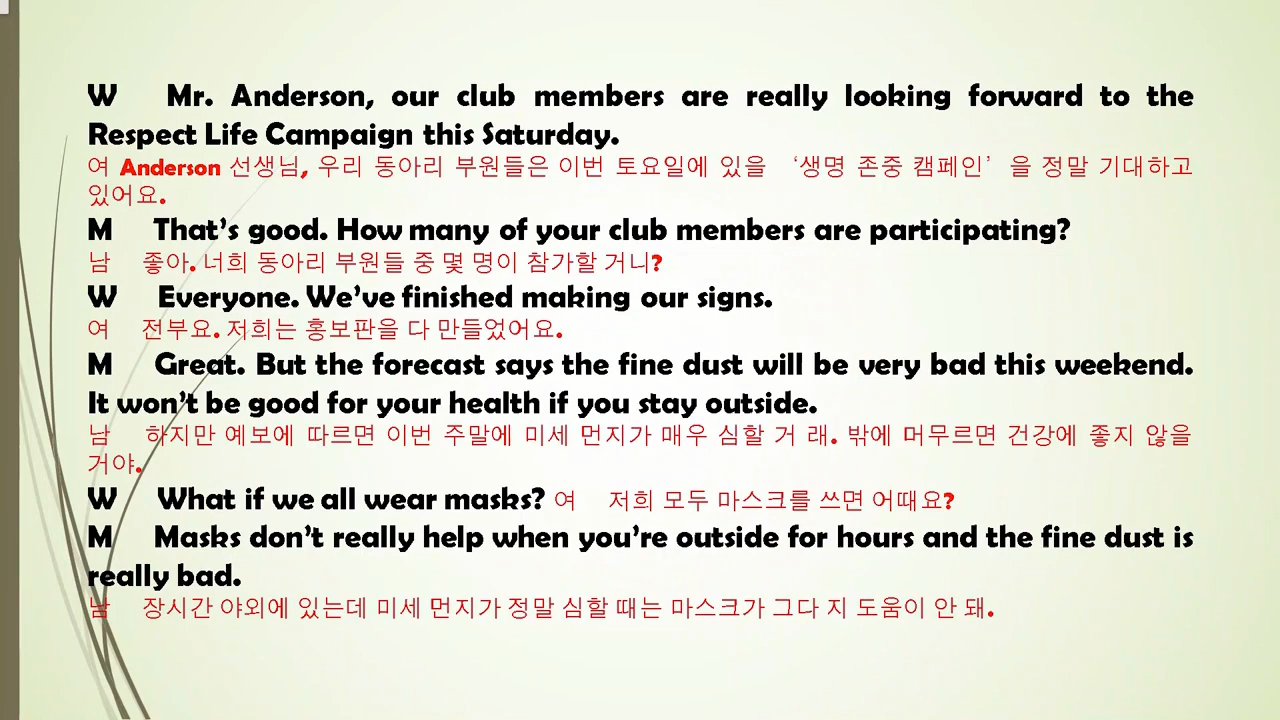 W Mr. Anderson, our club members are really looking forward to the
Respect Life Campaign this Saturday.
여 Anderson 선생님, 우리 동아리 부원들은 이번 토요일에 있을 ‘생명 존중 캠페인’ 을 정말 기대하고
있어요.
M That’s good. How many of your club members are participating?
남 좋아. 너희 동아리 부원들 중 몇 명이 참가할 거니?
W Everyone. We’ve finished making our signs.
여 전부요. 저희는 홍보판을 다 만들었어요.
M Great. But the forecast says the fine dust will be very bad this weekend.
It won’t be good for your health if you stay outside.
남 하지만 예보에 따르면 이번 주말에 미세 먼지가 매우 심할 거 래. 밖에 머무르면 건강에 좋지 않을
거야.
W What if we all wear masks? 여 저희 모두 마스크를 쓰면 어때요?
M Masks don’t really help when you’re outside for hours and the fine dust is
really bad.
남 장시간 야외에 있는데 미세 먼지가 정말 심할 때는 마스크가 그다 지 도움이 안 돼.